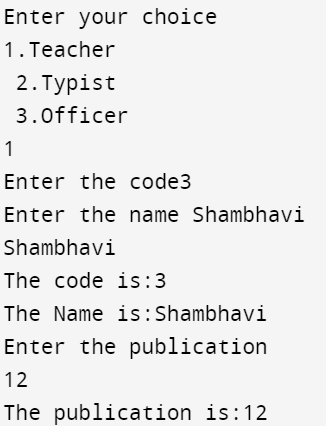 Enter your choice
1.Teacher
2.Typist
3.Officer
1
Enter the code3
Enter the name Shambhavi
Shambhavi
The code is:3
The Name is:Shambhavi
Enter the publication
12
The publication is:12